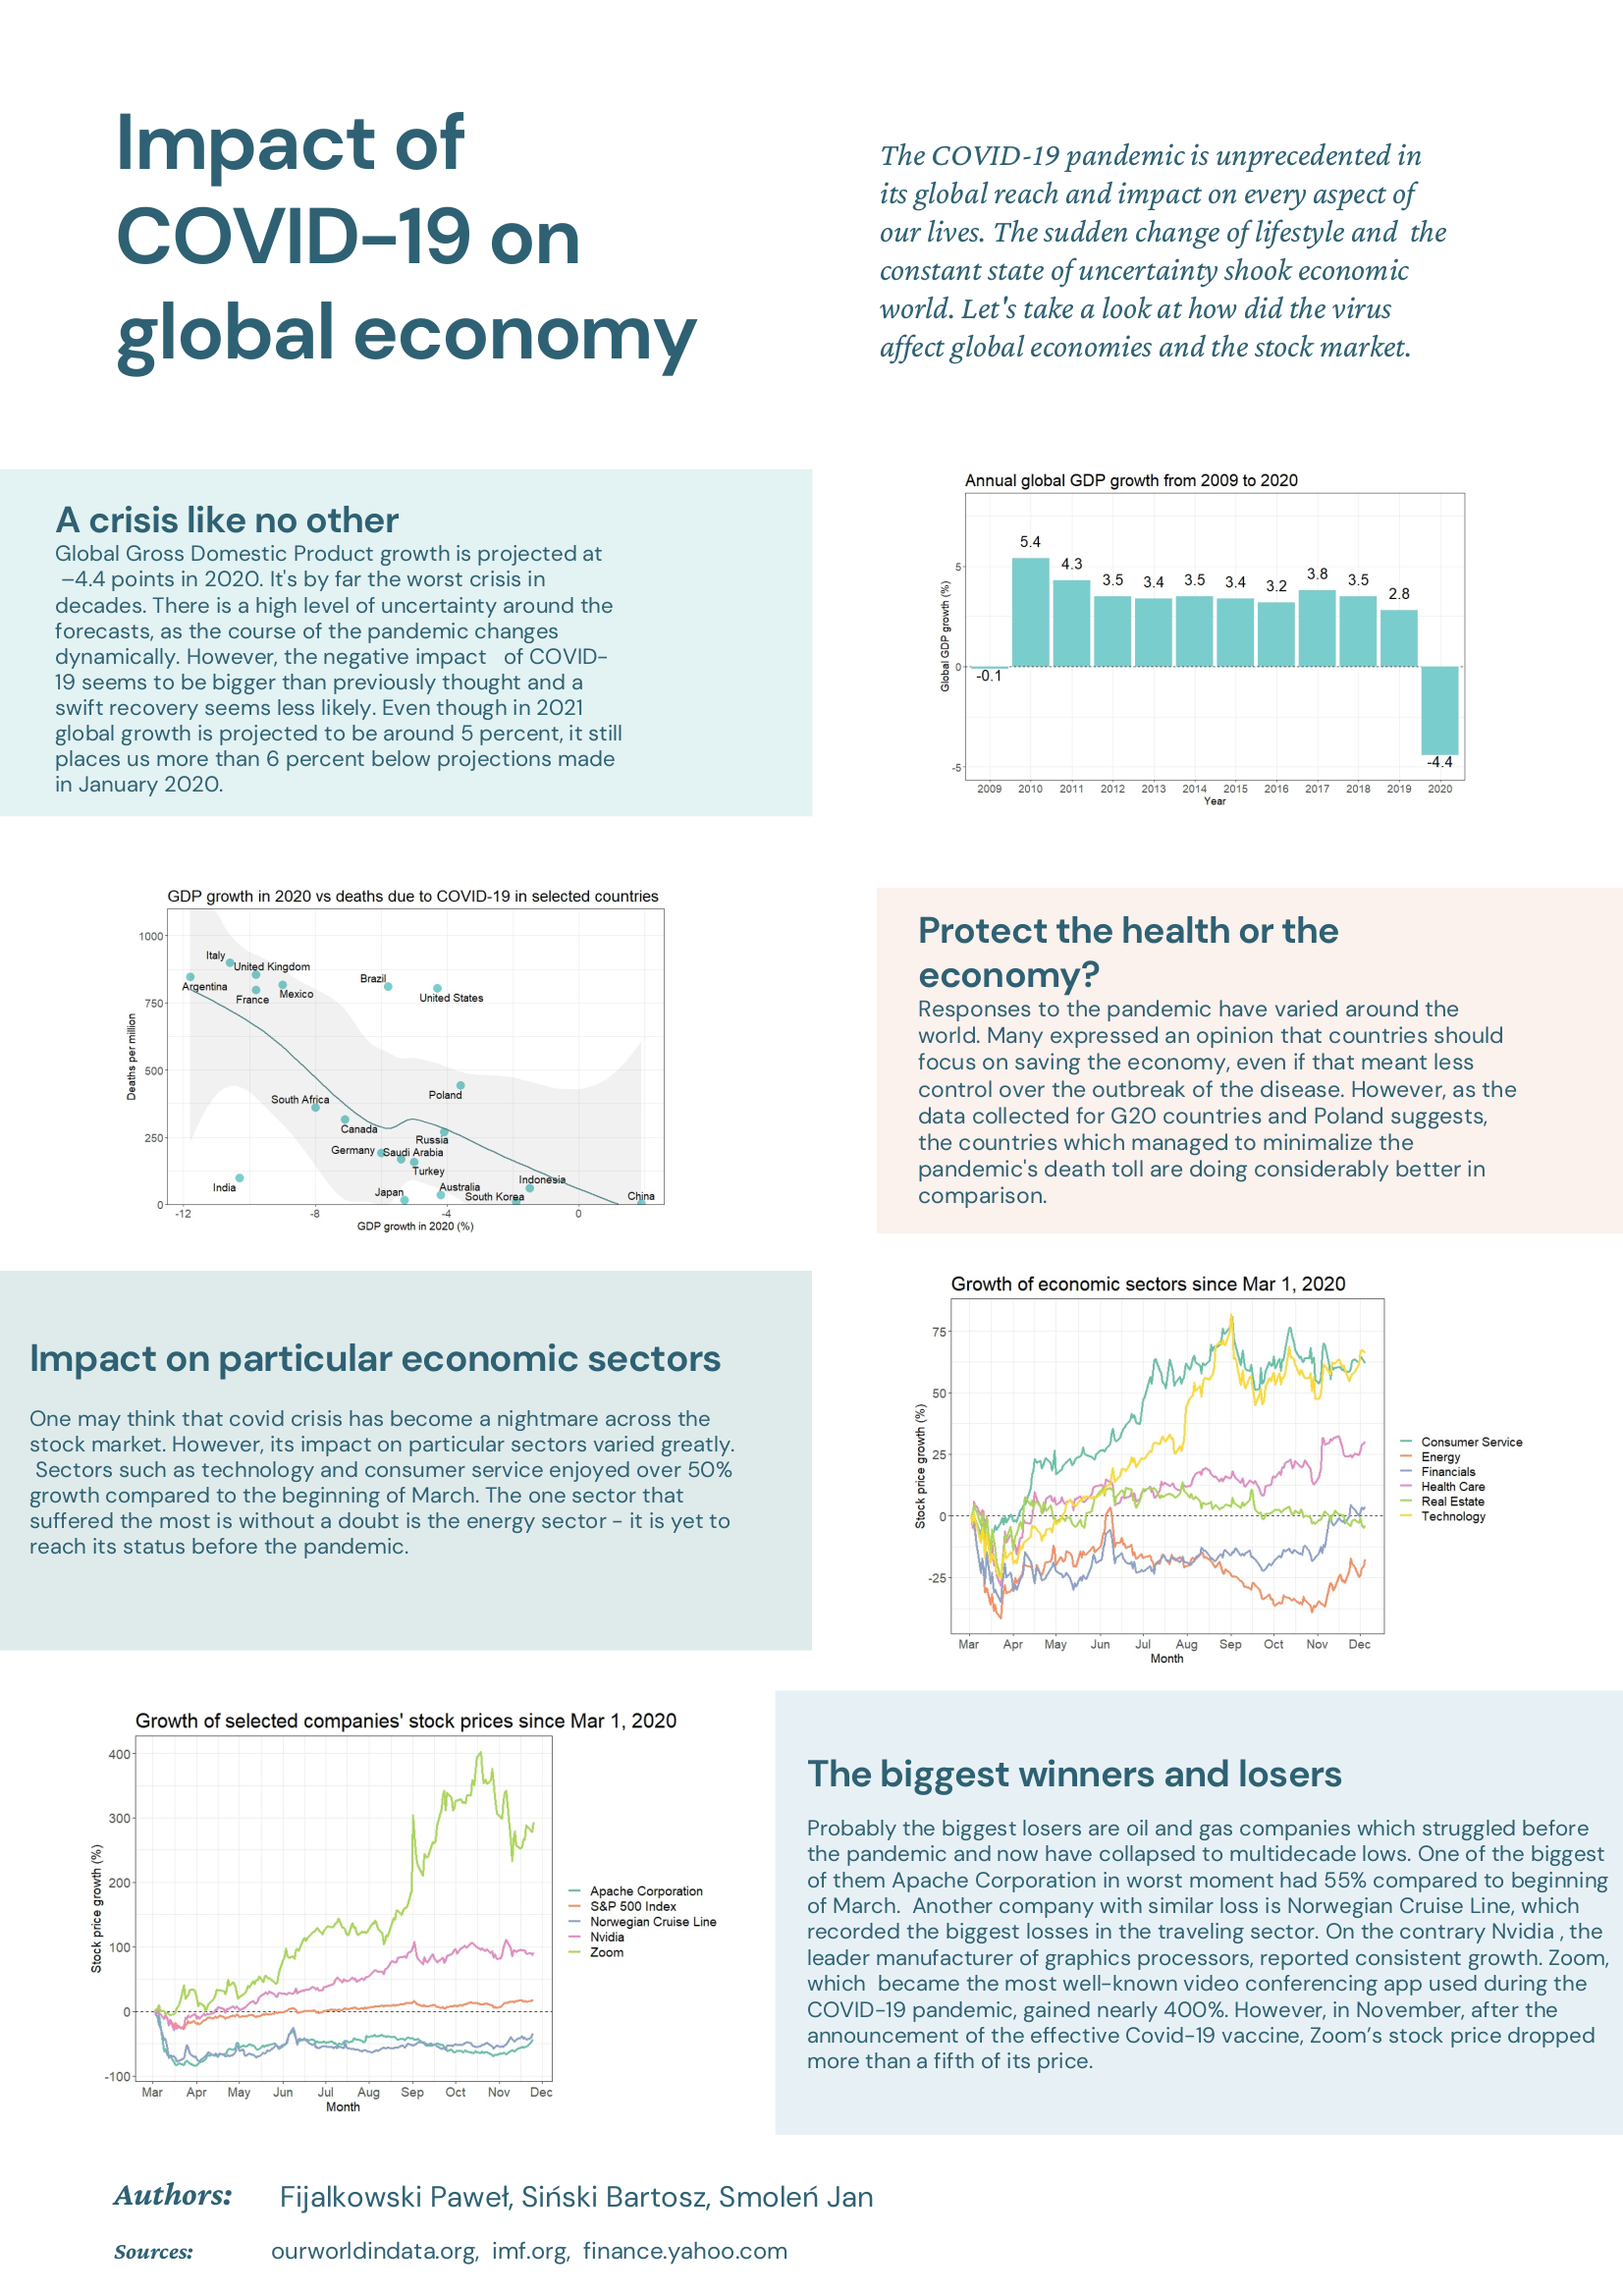 Impact of
COVID-19 on
global economy
The COVID-19 pandemic is unprecedented in
its global reach and impact on every aspect of
our lives. The sudden change of lifestyle and  the
constant state of uncertainty shook economic
world. Let's take a look at how did the virus
affect global economies and the stock market.
A crisis like no other
Global Gross Domestic Product growth is projected at
–4.4 points in 2020. It's by far the worst crisis in
decades. There is a high level of uncertainty around the
forecasts, as the course of the pandemic changes
dynamically. However, the negative impact   of COVID-
19 seems to be bigger than previously thought and a
swift recovery seems less likely. Even though in 2021
global growth is projected to be around 5 percent, it still
places us more than 6 percent below projections made
in January 2020.
Annual global GDP growth from 2009 to 2020
Global GDP growth (%)
5
0
-5
-0.1
5.4
4.3
3.5
3.4
3.5
3.4
3.2
3.8
3.5
2.8
-4.4
2009 2010 2011 2012 2013 2014 2015 2016 2017 2018 2019 2020
Year
GDP growth in 2020 vs deaths due to COVID-19 in selected countries
Deaths per million
1000
750
500
250
0
Italy
United Kingdom
Argentina
France
Mexico
Brazil
United States
South Africa
Poland
Canada
Russia
Germany
Saudi Arabia
Turkey
India
Japan
Australia
South Korea
Indonesia
China
-12 -8 -4 0
GDP growth in 2020 (%)
Protect the health or the
economy?
Responses to the pandemic have varied around the
world. Many expressed an opinion that countries should
focus on saving the economy, even if that meant less
control over the outbreak of the disease. However, as the
data collected for G20 countries and Poland suggests,
the countries which managed to minimalize the
pandemic's death toll are doing considerably better in
comparison.
Impact on particular economic sectors
One may think that covid crisis has become a nightmare across the
stock market. However, its impact on particular sectors varied greatly.
Sectors such as technology and consumer service enjoyed over 50%
growth compared to the beginning of March. The one sector that
suffered the most is without a doubt is the energy sector - it is yet to
reach its status before the pandemic.
Growth of economic sectors since Mar 1, 2020
Stock price growth (%)
75
50
25
0
-25
Mar Apr May Jun Jul Aug Sep Oct Nov Dec
Month
Consumer Service
Energy
Financials
Health Care
Real Estate
Technology
Growth of selected companies' stock prices since Mar 1, 2020
Stock price growth (%)
400
300
200
100
0
-100
Mar Apr May Jun Jul Aug Sep Oct Nov Dec
Month
Apache Corporation
S&P 500 Index
Norwegian Cruise Line
Nvidia
Zoom
The biggest winners and losers
Probably the biggest losers are oil and gas companies which struggled before
the pandemic and now have collapsed to multidecade lows. One of the biggest
of them Apache Corporation in worst moment had 55% compared to beginning
of March.  Another company with similar loss is Norwegian Cruise Line, which
recorded the biggest losses in the traveling sector. On the contrary Nvidia , the
leader manufacturer of graphics processors, reported consistent growth. Zoom,
which  became the most well-known video conferencing app used during the
COVID-19 pandemic, gained nearly 400%. However, in November, after the
announcement of the effective Covid-19 vaccine, Zoom’s stock price dropped
more than a fifth of its price.
Authors: Fijalkowski Paweł, Siński Bartosz, Smoleń Jan
Sources: ourworldindata.org,  imf.org,  finance.yahoo.com